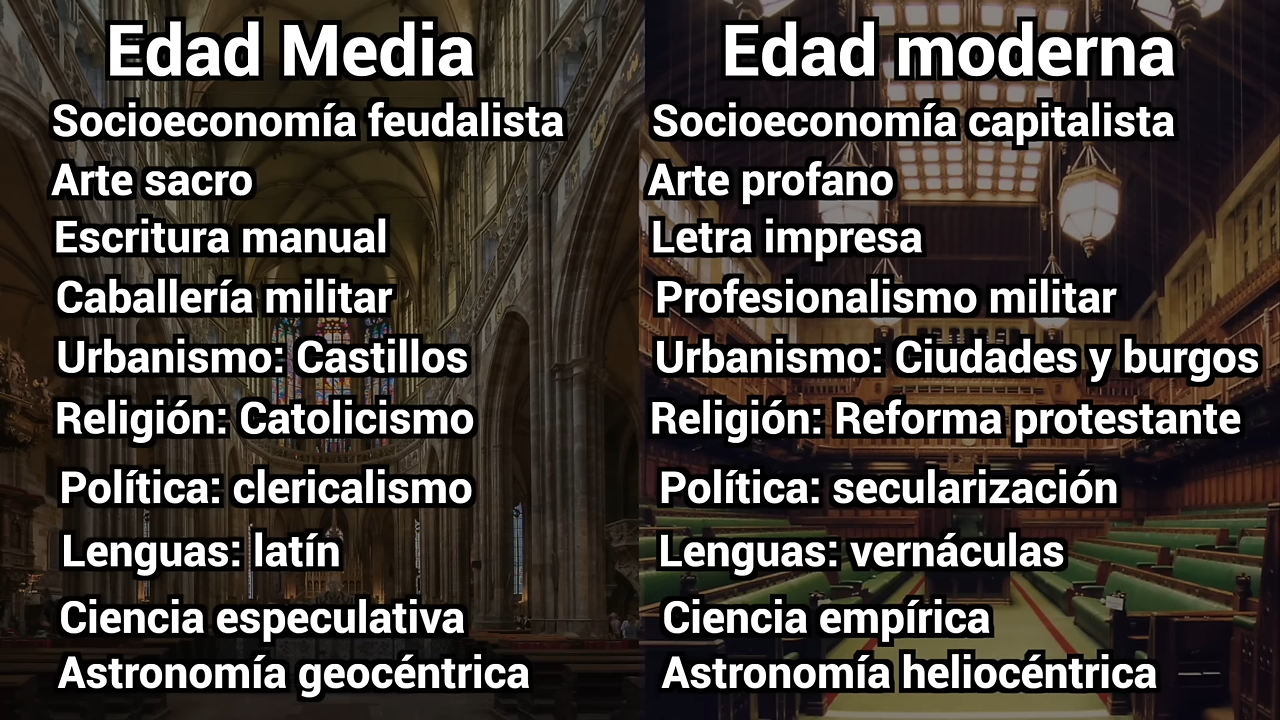 Edad Media
Socioeconomía feudalista
Arte sacro
Escritura manual
Caballería militar
Urbanismo: Castillos
Religión: Catolicismo
Política: clericalismo
Lenguas: latín
Ciencia especulativa
Astronomía geocéntrica
Edad moderna
Socioeconomía capitalista
Arte profano
Letra impresa
Profesionalismo militar
Urbanismo: Ciudades y burgos
Religión: Reforma protestante
Política: secularización
Lenguas: vernáculas
Ciencia empírica
Astronomía heliocéntrica